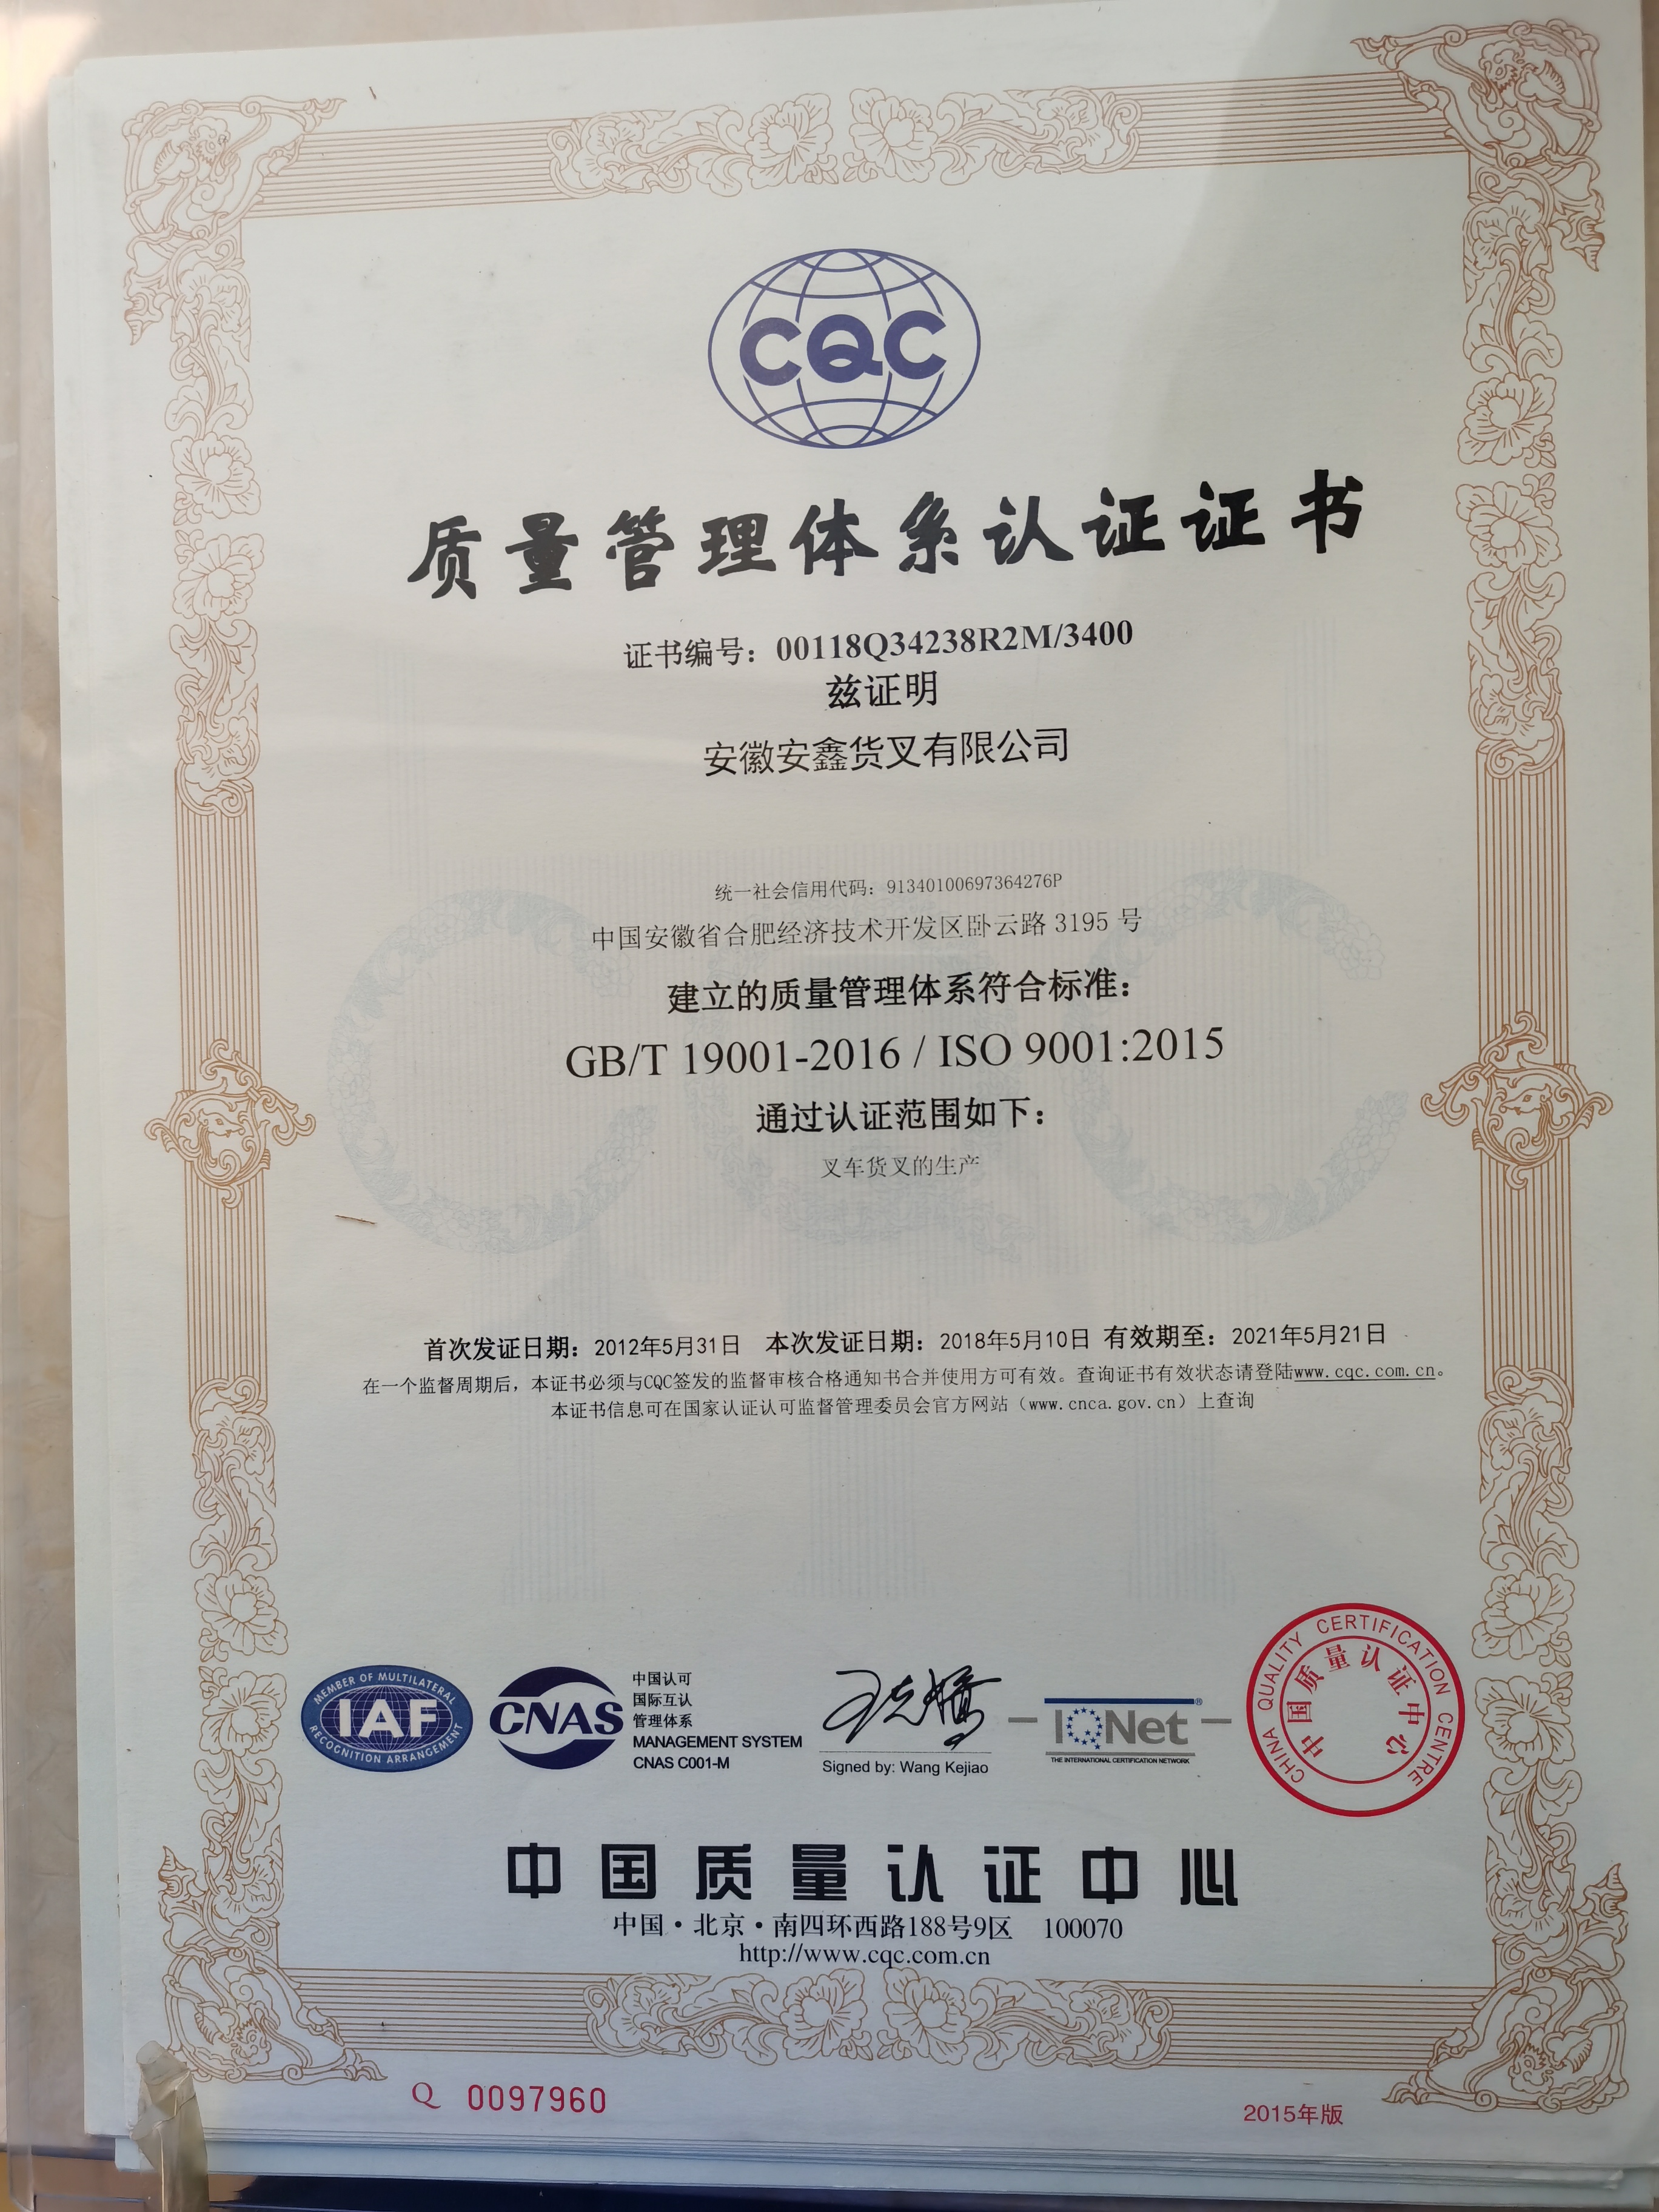 CQC
质量管理体系认证证书
证书编号：00118Q34238R2M/3400
兹证明
安徽安鑫货叉有限公司
统一社会信用代码：91340100697364276P
中国安徽省合肥经济技术开发区卧云路 3195 号
建立的质量管理体系符合标准：
GB/T 19001-2016 / ISO 9001:2015
通过认证范围如下：
叉车货叉的生产
首次发证日期：2012年5月31日 本次发证日期：2018年5月10日 有效期至：2021年5月21日
在一个监督周期后，本证书必须与CQC签发的监督审核合格通知书合并使用方可有效。查询证书有效状态请登陆www.cqc.com.cn。
本证书信息可在国家认证认可监督管理委员会官方网站（www.cnca.gov.cn）上查询
MEMBER OF MULTILATERAL
IAF
RECOGNITION ARRANGEMENT
CNAS
中国认可
国际互认
管理体系
MANAGEMENT SYSTEM
CNAS C001-M
王克娇
Signed by: Wang Kejiao
IQNet®
THE INTERNATIONAL CERTIFICATION NETWORK
CHINA QUALITY CERTIFICATION CENTRE
中国质量认证中心
中国质量认证中心
中国·北京·南四环西路188号9区 100070
http://www.cqc.com.cn
Q 0097960
2015年版